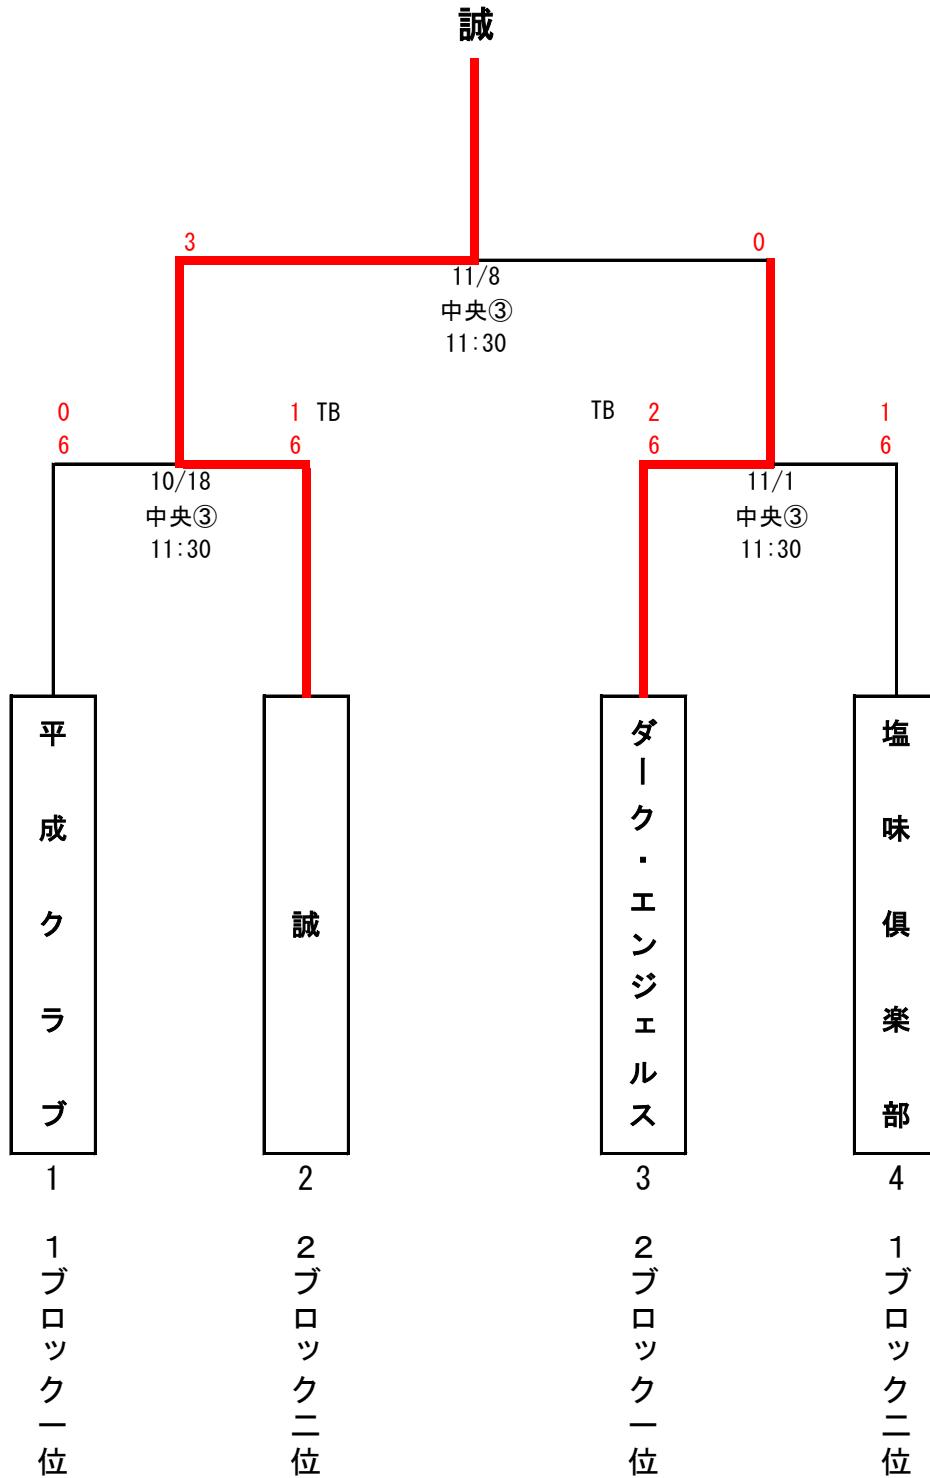 誠
3
0
11/8
中央③
11:30
0
1 TB
TB 2
1
6
6
6
6
10/18
中央③
11:30
11/1
中央③
11:30
平成クラブ
誠
ダーク・エンジェルス
塩味倶楽部
1
2
3
4
1ブロック一位
2ブロック二位
2ブロック一位
1ブロック二位